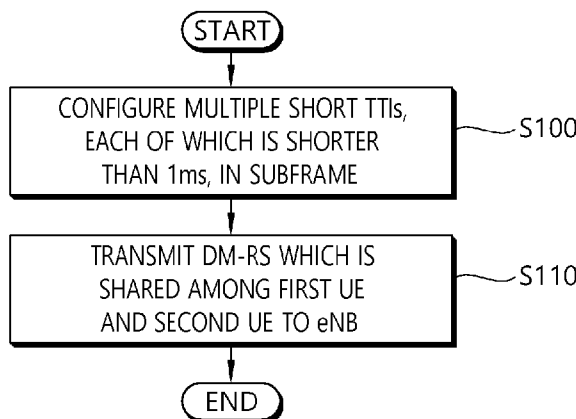 START
CONFIGURE MULTIPLE SHORT TTIs,
EACH OF WHICH IS SHORTER
THAN 1ms, IN SUBFRAME
S100
TRANSMIT DM-RS WHICH IS
SHARED AMONG FIRST UE
AND SECOND UE TO eNB
S110
END